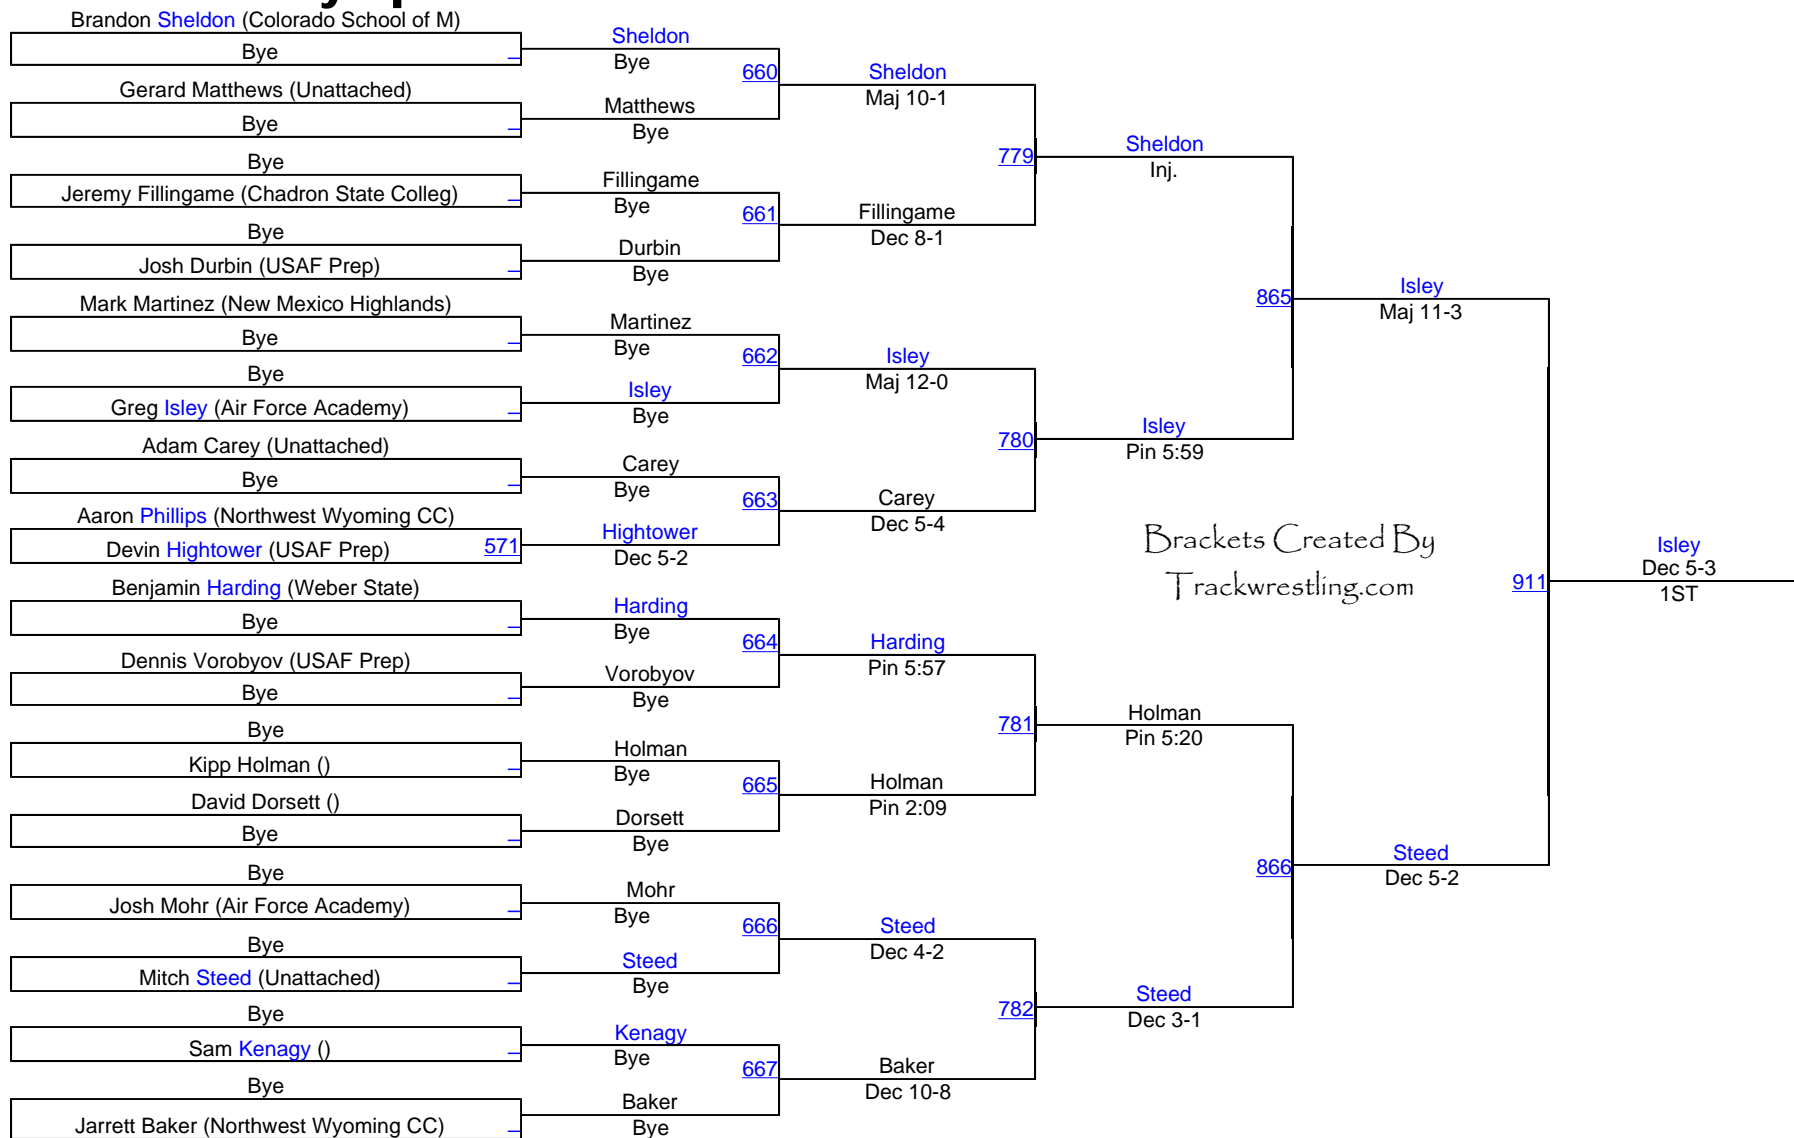 Brandon Sheldon (Colorado School of M)
Bye
_
Gerard Matthews (Unattached)
Bye
_
Bye
Jeremy Fillingame (Chadron State Colleg)
_
Bye
Josh Durbin (USAF Prep)
_
Mark Martinez (New Mexico Highlands)
Bye
_
Bye
Greg Isley (Air Force Academy)
_
Adam Carey (Unattached)
Bye
_
Aaron Phillips (Northwest Wyoming CC)
Devin Hightower (USAF Prep)
571
Benjamin Harding (Weber State)
Bye
_
Dennis Vorobyov (USAF Prep)
Bye
_
Bye
Kipp Holman ()
_
David Dorsett ()
Bye
_
Bye
Josh Mohr (Air Force Academy)
_
Bye
Mitch Steed (Unattached)
_
Bye
Sam Kenagy ()
_
Bye
Jarrett Baker (Northwest Wyoming CC)
_
Sheldon
Bye
660
Matthews
Bye
Fillingame
Bye
661
Durbin
Bye
Martinez
Bye
662
Isley
Bye
Carey
Bye
663
Hightower
Dec 5-2
Harding
Bye
664
Vorobyov
Bye
Holman
Bye
665
Dorsett
Bye
Mohr
Bye
666
Steed
Bye
Kenagy
Bye
667
Baker
Bye
Sheldon
Maj 10-1
779
Fillingame
Dec 8-1
Isley
Maj 12-0
780
Carey
Dec 5-4
Harding
Pin 5:57
781
Holman
Pin 2:09
Steed
Dec 4-2
782
Baker
Dec 10-8
Sheldon
Inj.
865
Isley
Pin 5:59
Brackets Created By
Trackwrestling.com
Holman
Pin 5:20
866
Steed
Dec 3-1
Isley
Maj 11-3
911
Steed
Dec 5-2
Isley
Dec 5-3
1ST